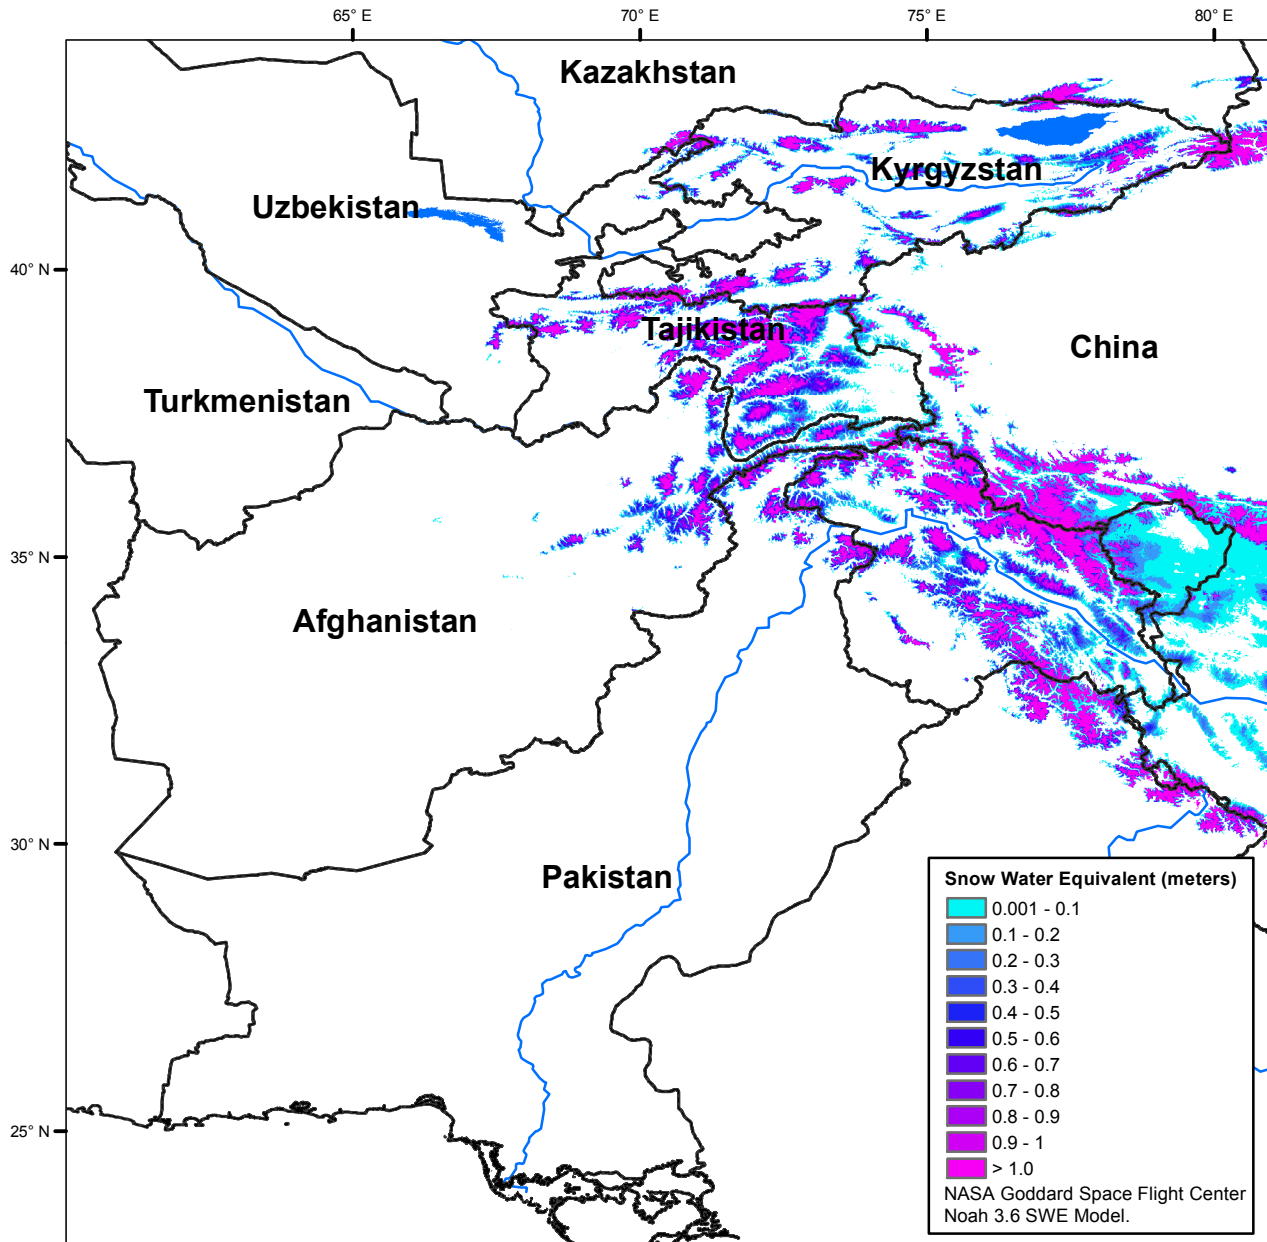 65° E
70° E
75° E
80° E
Kazakhstan
Kyrgyzstan
Uzbekistan
40° N
Tajikistan
China
Turkmenistan
35° N
Afghanistan
30° N
Pakistan
25° N
Snow Water Equivalent (meters)
0.001 - 0.1
0.1 - 0.2
0.2 - 0.3
0.3 - 0.4
0.4 - 0.5
0.5 - 0.6
0.6 - 0.7
0.7 - 0.8
0.8 - 0.9
0.9 - 1
> 1.0
NASA Goddard Space Flight Center
Noah 3.6 SWE Model.